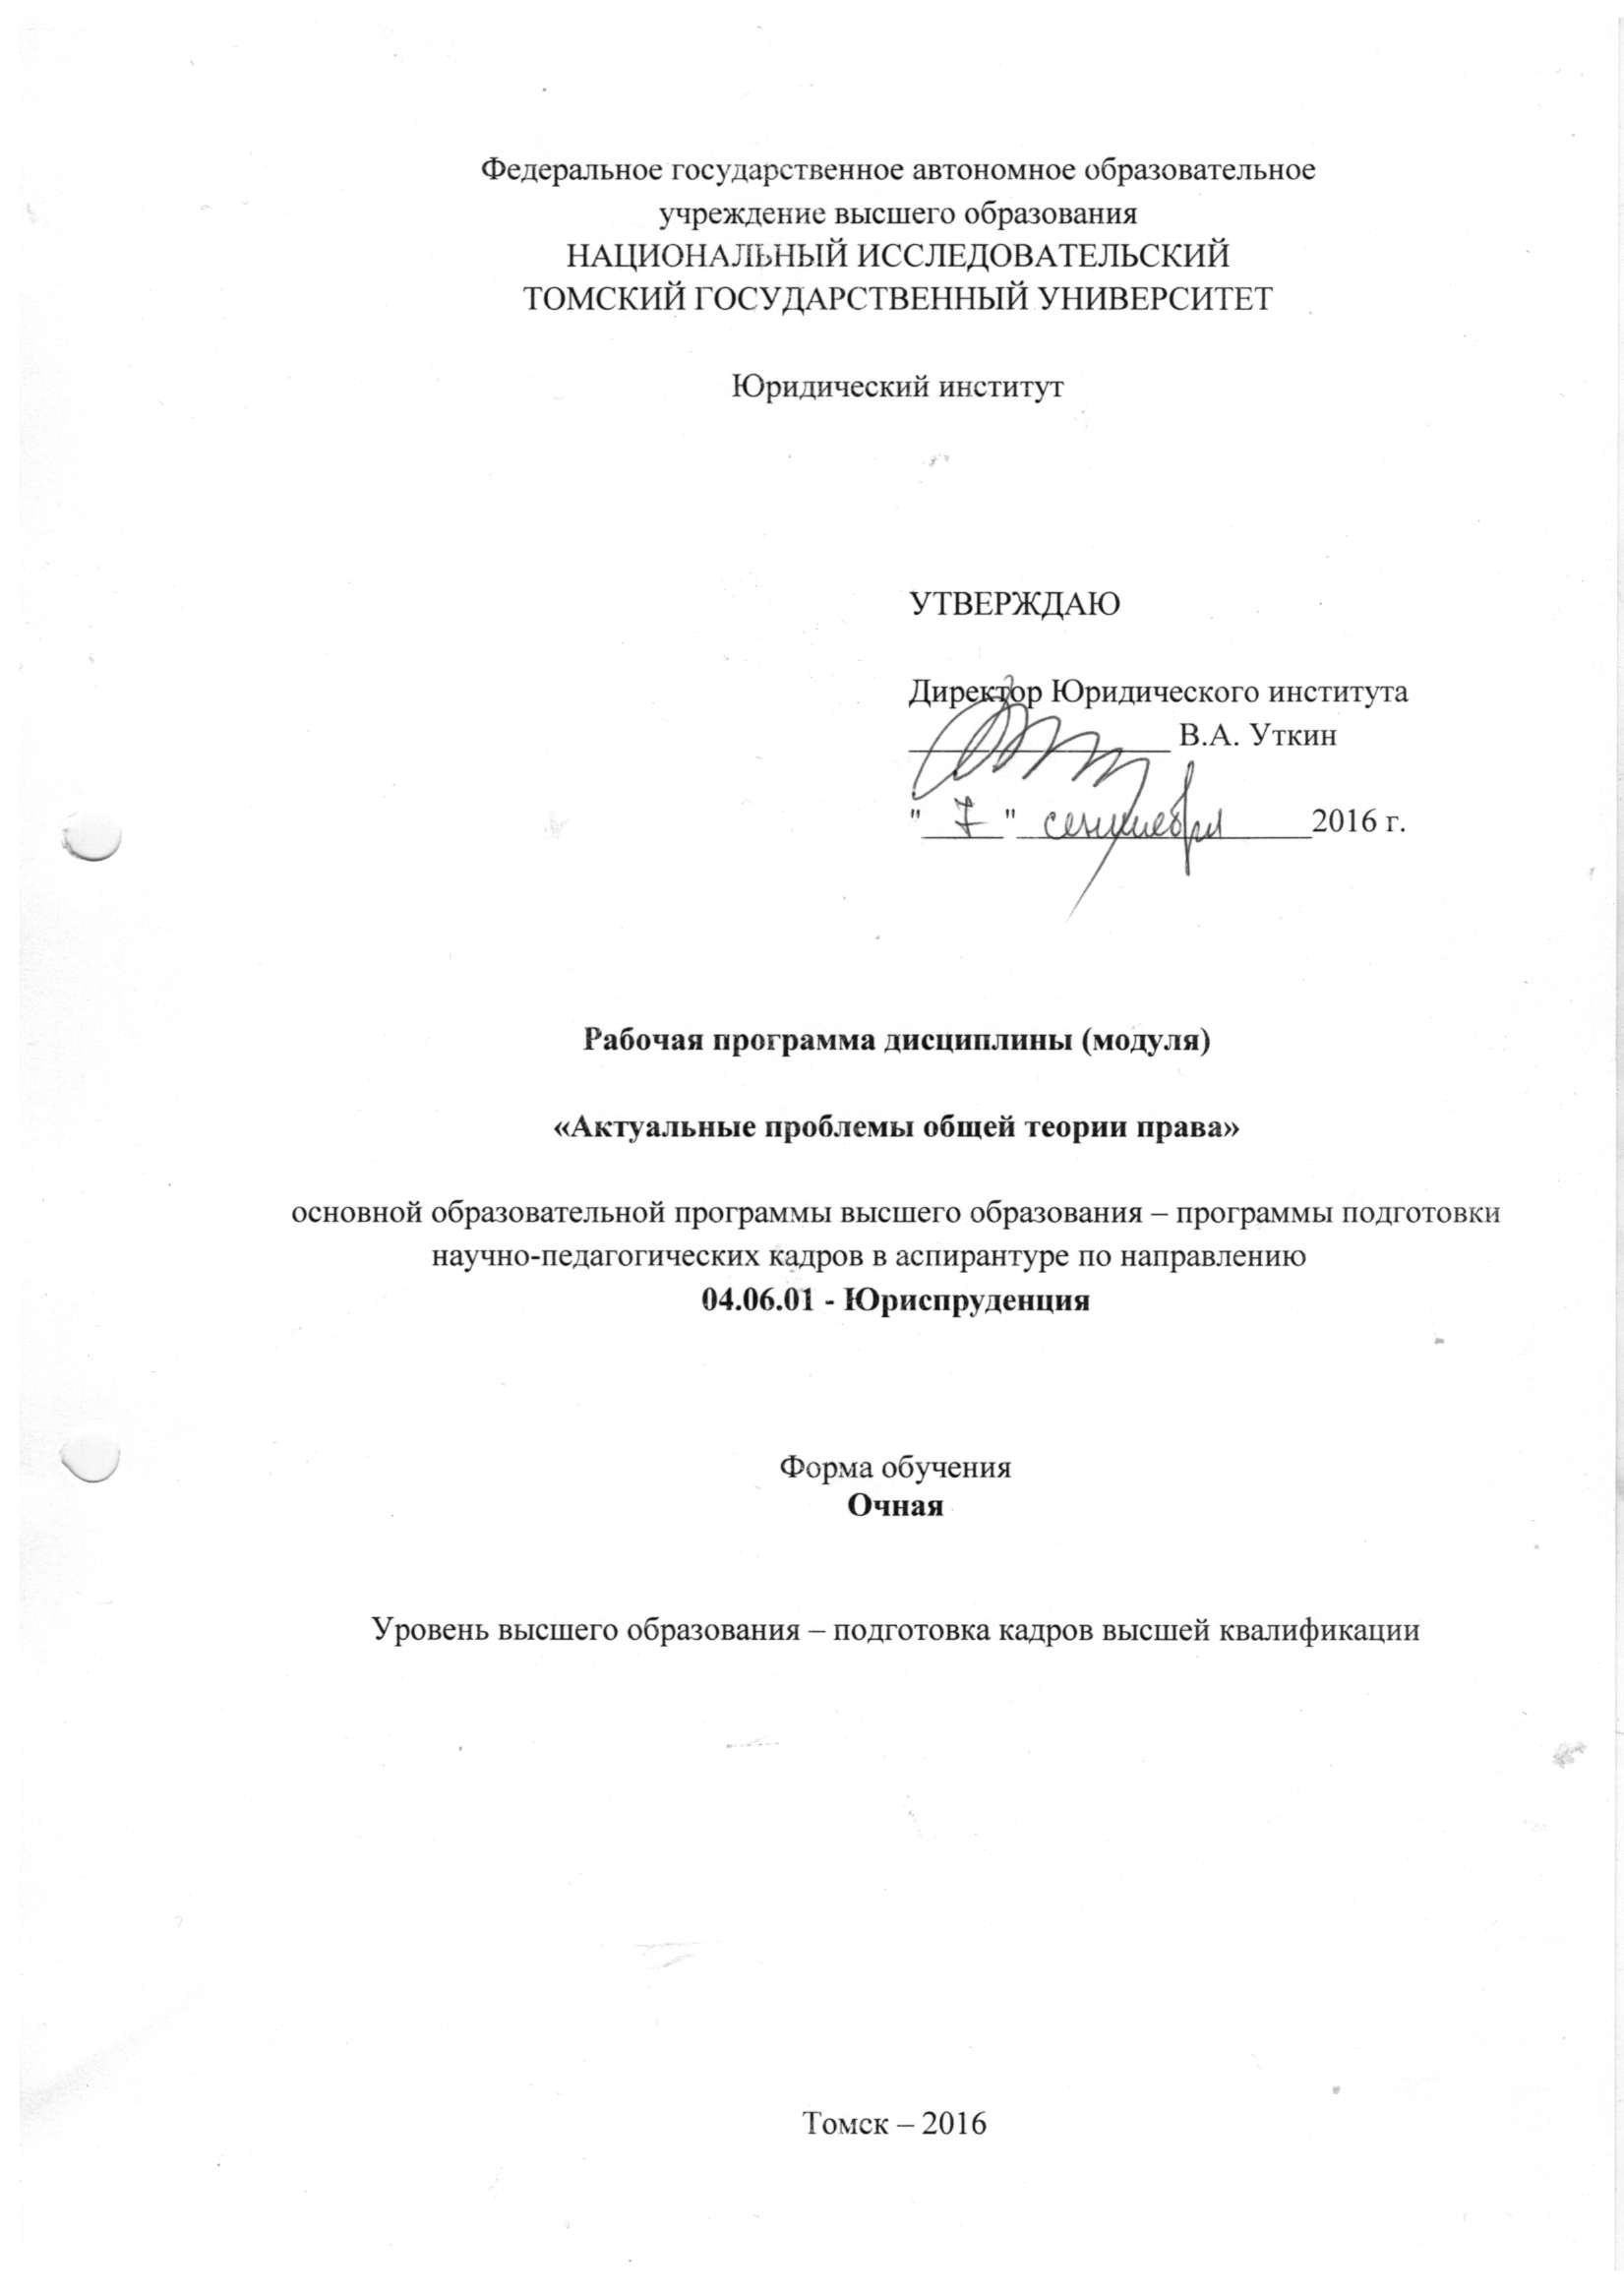 Федеральное государственное автономное образовательное
учреждение высшего образования
НАЦИОНАЛЬНЫЙ ИССЛЕДОВАТЕЛЬСКИЙ
ТОМСКИЙ ГОСУДАРСТВЕННЫЙ УНИВЕРСИТЕТ
Юридический институт
УТВЕРЖДАЮ
Директор Юридического института
В.А. Уткин
" 7 " сентября 2016 г.
Рабочая программа дисциплины (модуля)
«Актуальные проблемы общей теории права»
основной образовательной программы высшего образования – программы подготовки
научно-педагогических кадров в аспирантуре по направлению
04.06.01 - Юриспруденция
Форма обучения
Очная
Уровень высшего образования – подготовка кадров высшей квалификации
Томск – 2016